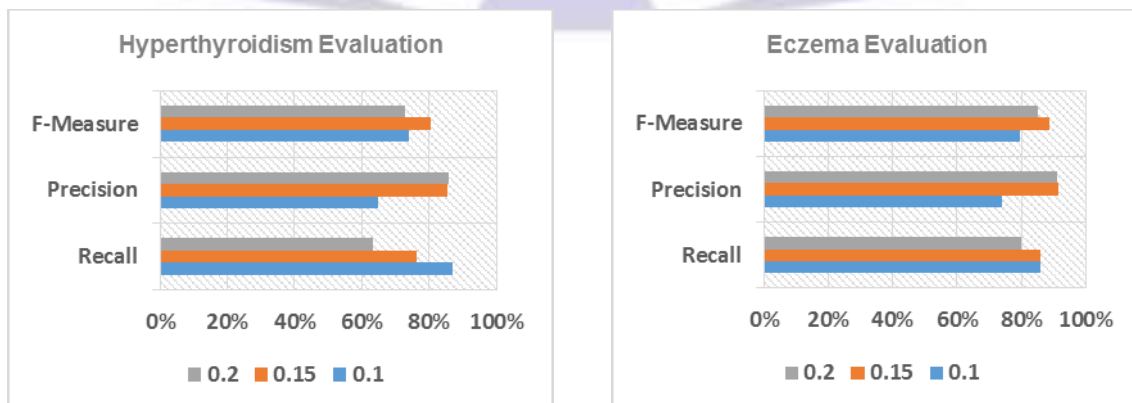 Hyperthyroidism Evaluation
F-Measure
Precision
Recall
0% 20% 40% 60% 80% 100%
0.2 0.15 0.1
Eczema Evaluation
F-Measure
Precision
Recall
0% 20% 40% 60% 80% 100%
0.2 0.15 0.1